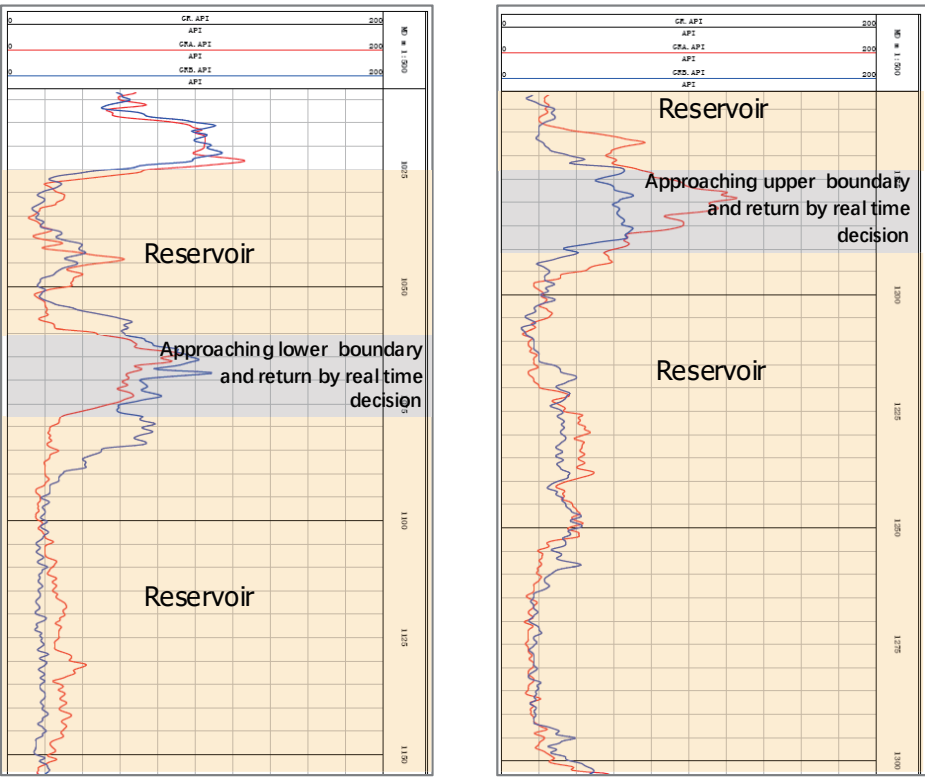 GR.API
0 200
API
GRA.API
0 200
API
GRB.API
0 200
API
MD m 1:500
1025
Reservoir
1050
Approaching lower boundary
and return by real time
decision
1100
Reservoir
1125
1150
GR.API
0 200
API
GRA.API
0 200
API
GRB.API
0 200
API
MD m 1:500
Reservoir
Approaching upper boundary
and return by real time
decision
1200
Reservoir
1225
1250
1275
1300